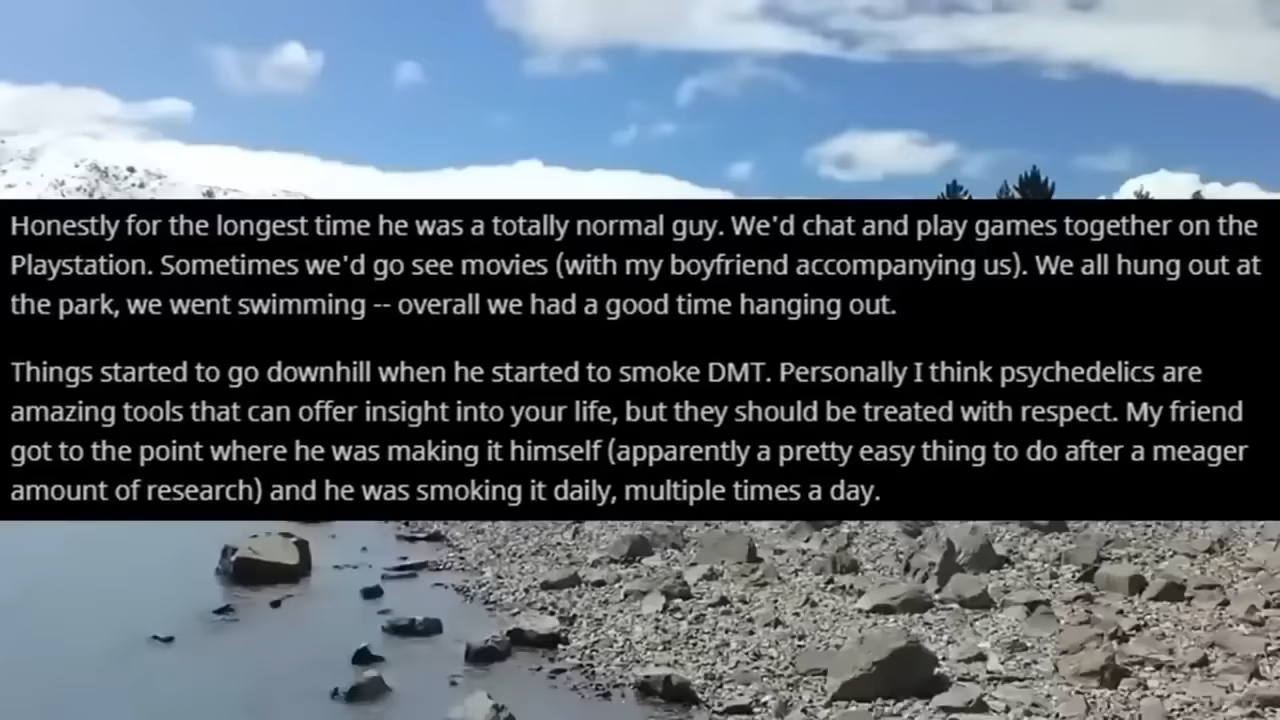 Honestly for the longest time he was a totally normal guy. We'd chat and play games together on the
Playstation. Sometimes we'd go see movies (with my boyfriend accompanying us). We all hung out at
the park, we went swimming -- overall we had a good time hanging out.
Things started to go downhill when he started to smoke DMT. Personally I think psychedelics are
amazing tools that can offer insight into your life, but they should be treated with respect. My friend
got to the point where he was making it himself (apparently a pretty easy thing to do after a meager
amount of research) and he was smoking it daily, multiple times a day.